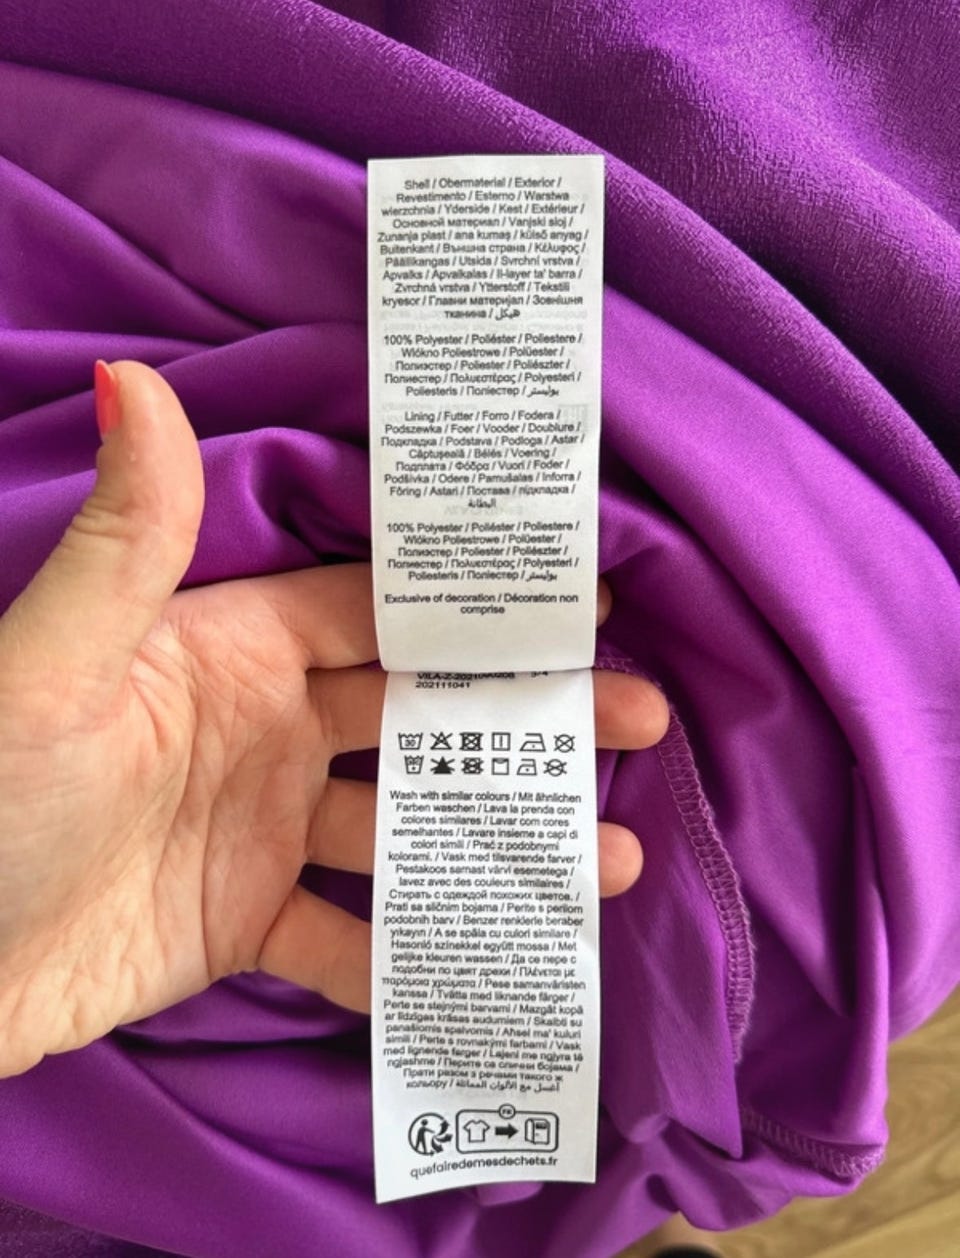 Shell / Obermaterial / Exterior /
Revestimento / Esterno / Warstwa
wierzchnia / Yderside / Kest / Extérieur /
Основной материал / Vanjski sloj /
Zunanja plast / ana kumaş / külső anyag /
Buitenkant / Външна страна / Κέλυφος /
Päällikangas / Utsida / Svrchní vrstva /
Apvalks / Apvalkalas / Il-layer ta' barra /
Zvrchná vrstva / Ytterstoff / Tekstili
kryesor / Главни материјал / Зовнішня
тканина / هيكل
100% Polyester / Poliéster / Poliestere /
Włókno Poliestrowe / Polüester /
Полиэстер / Poliester / Poliészter /
Полиестер / Πολυεστέρας / Polyesteri /
Poliesteris / Поліестер / بوليستر
Lining / Futter / Forro / Fodera /
Podszewka / Foer / Vooder / Doublure /
Подкладка / Podstava / Podloga / Astar /
Căptuşeală / Bélés / Voering /
Подплата / Φόδρα / Vuori / Foder /
Podšívka / Odere / Pamušalas / Inforra /
Fôring / Astari / Постава / підкладка /
البطانة
100% Polyester / Poliéster / Poliestere /
Włókno Poliestrowe / Polüester /
Полиэстер / Poliester / Poliészter /
Полиестер / Πολυεστέρας / Polyesteri /
Poliesteris / Поліестер / بوليستر
Exclusive of decoration / Décoration non
comprise
202111041
30
Wash with similar colours / Mit ähnlichen
Farben waschen / Lava la prenda con
colores similares / Lavar com cores
semelhantes / Lavare insieme a capi di
colori simili / Prać z podobnymi
kolorami. / Vask med tilsvarende farver /
Pestakoos sarnast värvi esemetega /
lavez avec des couleurs similaires /
Стирать с одеждой похожих цветов. /
Prati sa sličnim bojama / Perite s perilom
podobnih barv / Benzer renklerle beraber
yıkayın / A se spăla cu culori similare /
Hasonló színekkel együtt mossa / Met
gelijke kleuren wassen / Да се пере с
подобни по цвят дрехи / Πλένεται με
παρόμοια χρώματα / Pese samanväristen
kanssa / Tvätta med liknande färger /
Perte se stejnými barvami / Mazgāt kopā
ar līdzīgas krāsas audumiem / Skalbti su
panašiomis spalvomis / Aħsel ma' kuluri
simili / Perte s rovnakými farbami / Vask
med lignende farger / Lajeni me ngjyra të
ngjashme / Перите са слични бојама /
Прати разом з речами такого ж
кольору / اغسل مع الألوان المماثلة
FR
quefairedemesdechets.fr